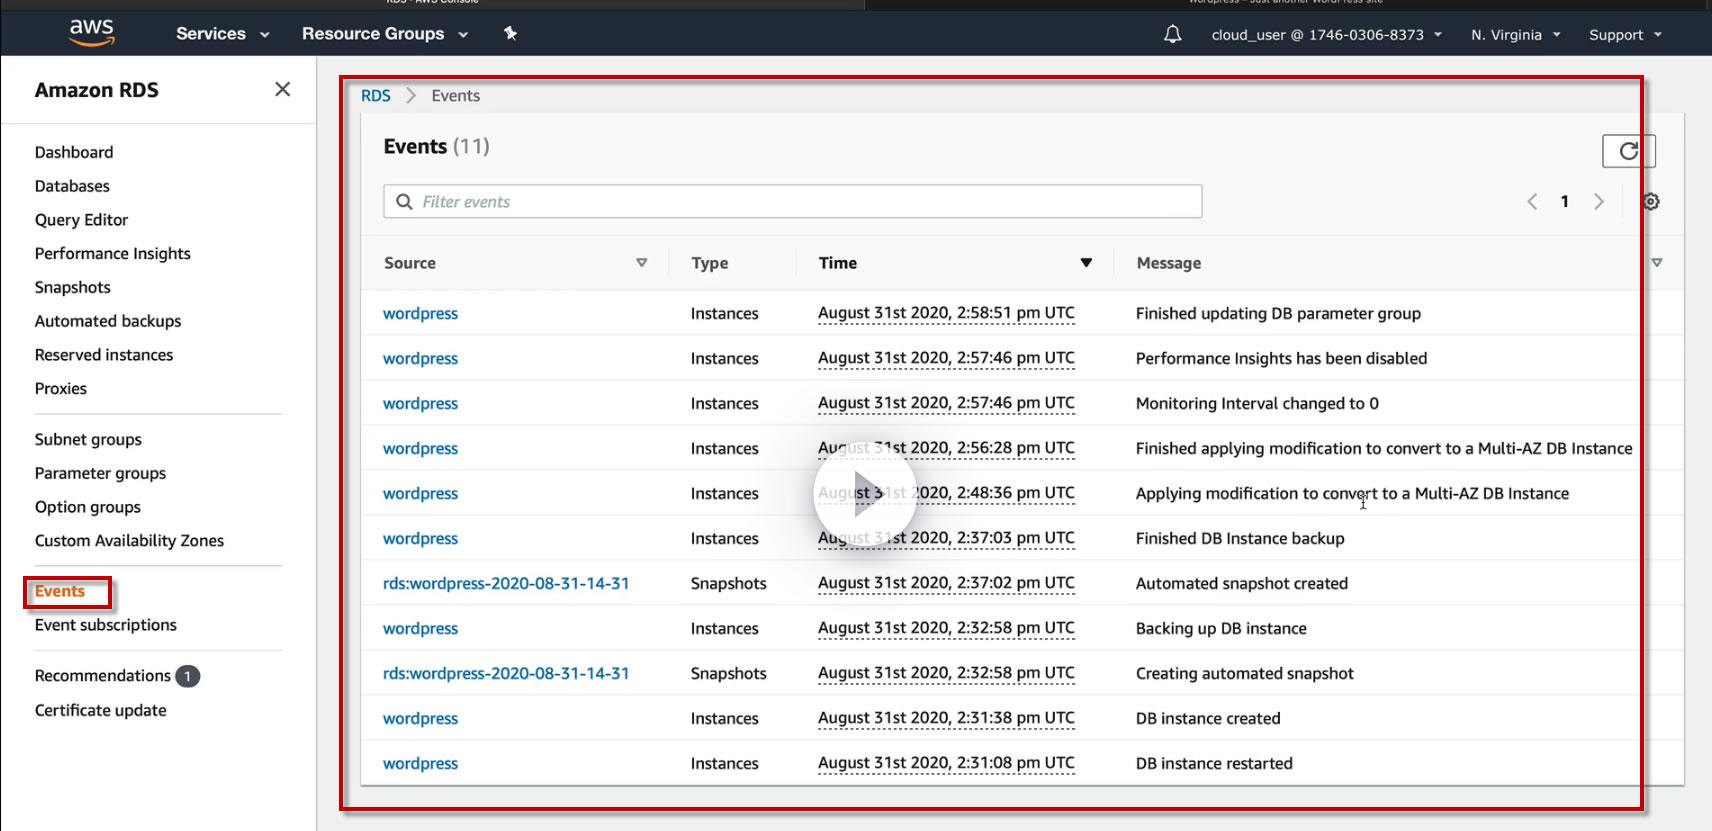 RDS · AWS Console
Wordpress – Just another WordPress site
aws
Services
Resource Groups
cloud_user @ 1746-0306-8373
N. Virginia
Support
Amazon RDS
Dashboard
Databases
Query Editor
Performance Insights
Snapshots
Automated backups
Reserved instances
Proxies
Subnet groups
Parameter groups
Option groups
Custom Availability Zones
Events
Event subscriptions
Recommendations 1
Certificate update
RDS > Events
Events (11)
Filter events
1
Source Type Time Message
wordpress Instances August 31st 2020, 2:58:51 pm UTC Finished updating DB parameter group
wordpress Instances August 31st 2020, 2:57:46 pm UTC Performance Insights has been disabled
wordpress Instances August 31st 2020, 2:57:46 pm UTC Monitoring Interval changed to 0
wordpress Instances August 31st 2020, 2:56:28 pm UTC Finished applying modification to convert to a Multi-AZ DB Instance
wordpress Instances August 31st 2020, 2:48:36 pm UTC Applying modification to convert to a Multi-AZ DB Instance
wordpress Instances August 31st 2020, 2:37:03 pm UTC Finished DB Instance backup
rds:wordpress-2020-08-31-14-31 Snapshots August 31st 2020, 2:37:02 pm UTC Automated snapshot created
wordpress Instances August 31st 2020, 2:32:58 pm UTC Backing up DB instance
rds:wordpress-2020-08-31-14-31 Snapshots August 31st 2020, 2:32:58 pm UTC Creating automated snapshot
wordpress Instances August 31st 2020, 2:31:38 pm UTC DB instance created
wordpress Instances August 31st 2020, 2:31:08 pm UTC DB instance restarted